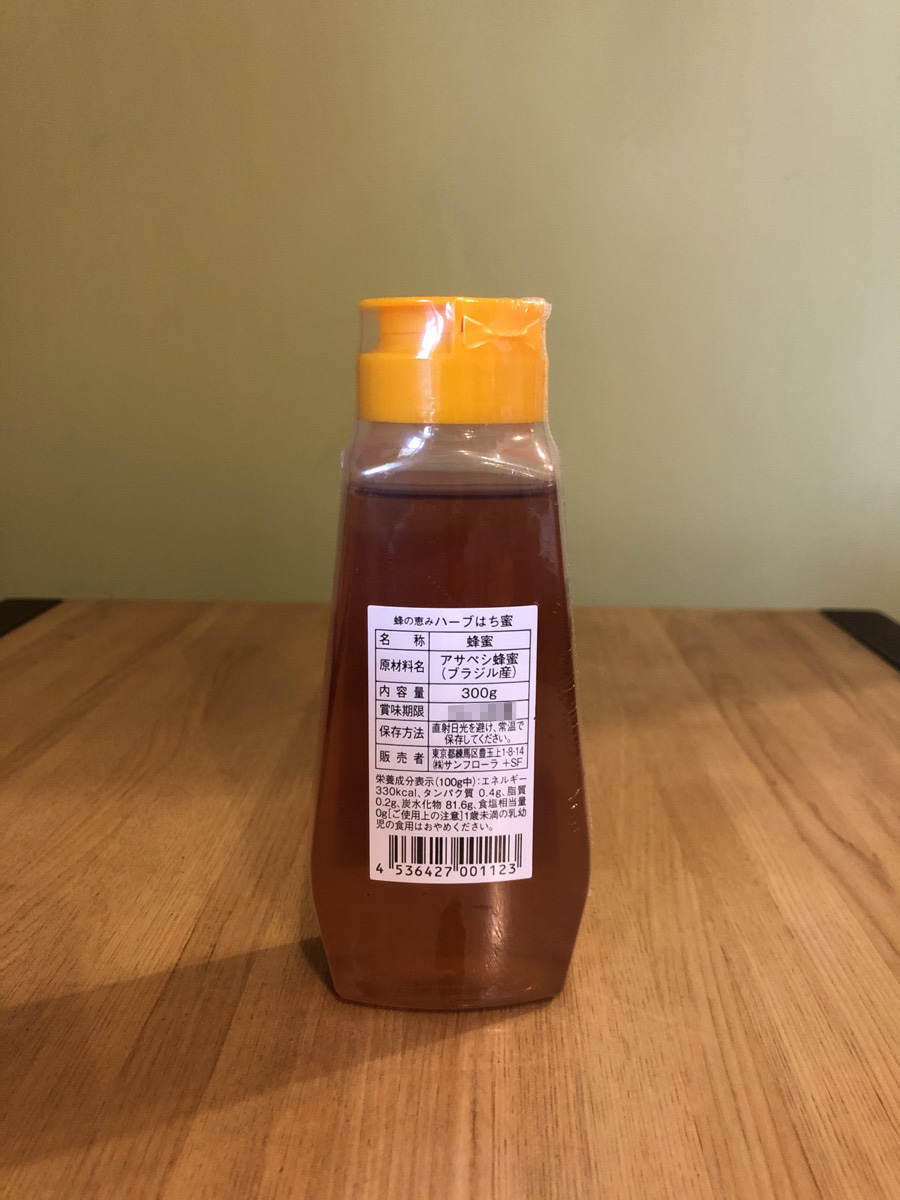 蜂の恵みハーブはち蜜
名 称 蜂蜜
原材料名 アサペシ蜂蜜
(ブラジル産)
内容量 300g
賞味期限
保存方法 直射日光を避け、常温で
保存してください。
販売者 東京都練馬区豊玉上1-8-14
㈱サンフローラ +SF
栄養成分表示(100g中):エネルギー
330kcal、タンパク質 0.4g、脂質
0.2g、炭水化物 81.6g、食塩相当量
0g[ご使用上の注意]1歳未満の乳幼
児の食用はおやめください。
4 536427 001123